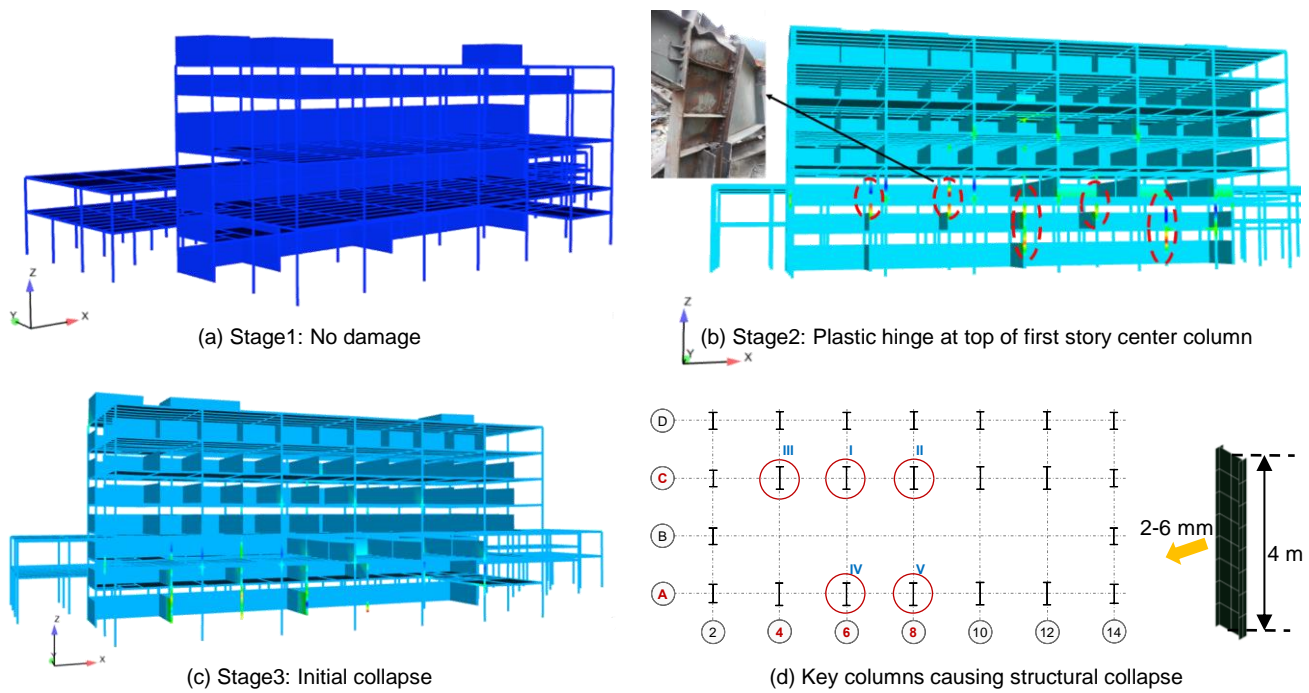 Z
Y
X
(a) Stage1: No damage
Z
Y
X
(b) Stage2: Plastic hinge at top of first story center column
Z
Y
X
(c) Stage3: Initial collapse
D
III
I
II
C
B
2-6 mm
4 m
IV
V
A
2
4
6
8
10
12
14
(d) Key columns causing structural collapse